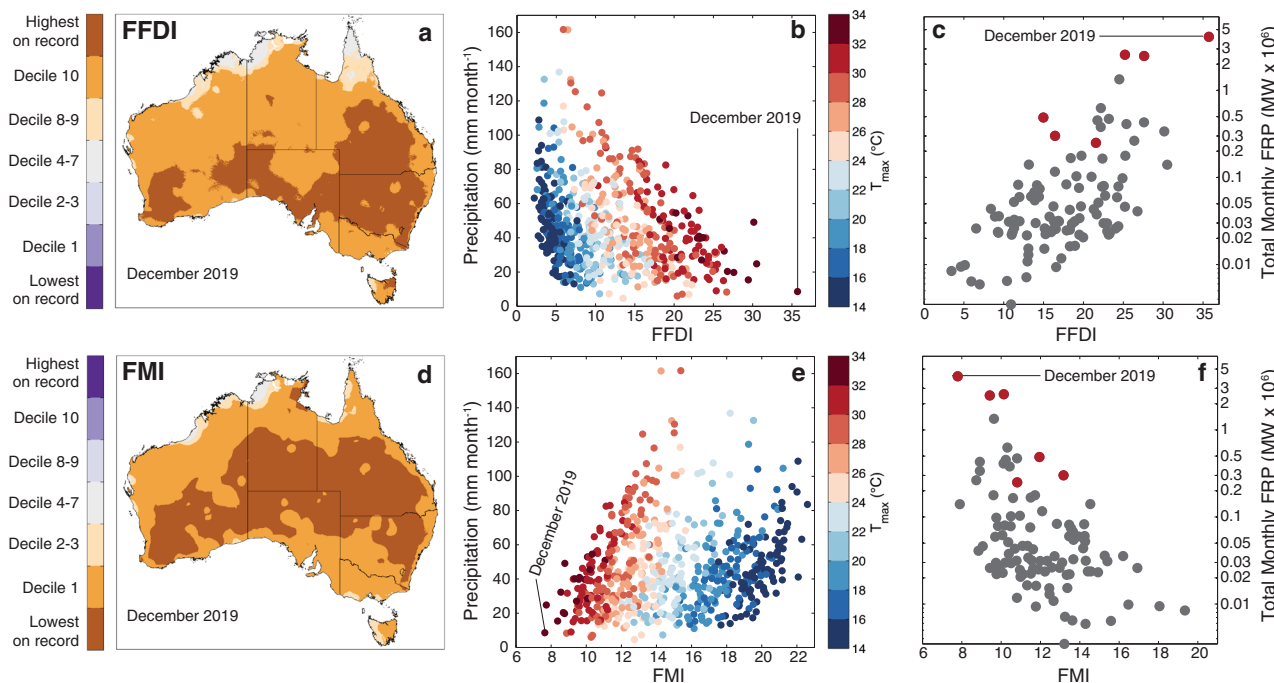 Highest
on record
Decile 10
Decile 8-9
Decile 4-7
Decile 2-3
Decile 1
Lowest
on record
FFDI
a
December 2019
Precipitation (mm month-1)
160
140
120
100
80
60
40
20
0
0 5 10 15 20 25 30 35
FFDI
b
December 2019
34
32
30
28
26
24
22
20
18
16
14
Tmax (°C)
c
December 2019
5 10 15 20 25 30 35
FFDI
5
3
2
1
0.5
0.3
0.2
0.1
0.05
0.03
0.02
0.01
Total Monthly FRP (MW x 106)
Highest
on record
Decile 10
Decile 8-9
Decile 4-7
Decile 2-3
Decile 1
Lowest
on record
FMI
d
December 2019
Precipitation (mm month-1)
160
140
120
100
80
60
40
20
0
6 8 10 12 14 16 18 20 22
FMI
e
December 2019
34
32
30
28
26
24
22
20
18
16
14
Tmax (°C)
f
December 2019
6 8 10 12 14 16 18 20
FMI
5
3
2
1
0.5
0.3
0.2
0.1
0.05
0.03
0.02
0.01
Total Monthly FRP (MW x 106)